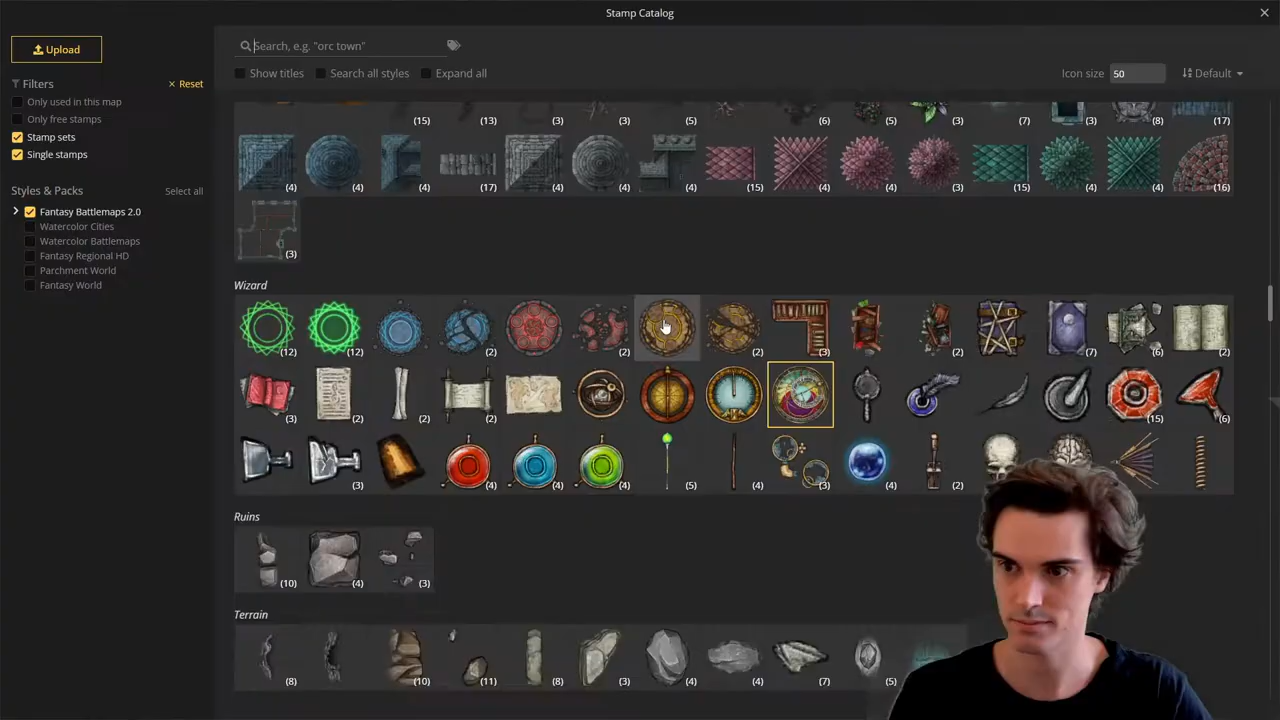 Stamp Catalog
Upload
Search, e.g. "orc town"
Show titles
Search all styles
Expand all
Icon size
50
Default
Filters
Reset
Only used in this map
Only free stamps
Stamp sets
Single stamps
Styles & Packs
Select all
Fantasy Battlemaps 2.0
Watercolor Cities
Watercolor Battlemaps
Fantasy Regional HD
Parchment World
Fantasy World
(15) (13) (3) (3) (5) (6) (5) (3) (7) (3) (8) (17)
(4) (4) (4) (17) (4) (4) (4) (15) (4) (4) (3) (15) (4) (4) (16)
(3)
Wizard
(12) (12) (2) (2) (2) (3) (2) (7) (6) (2)
(3) (2) (2) (2) (15) (6)
(3) (4) (4) (4) (5) (4) (3) (4) (2)
Ruins
(10) (4) (3)
Terrain
(8) (10) (11) (8) (3) (4) (4) (7) (5)